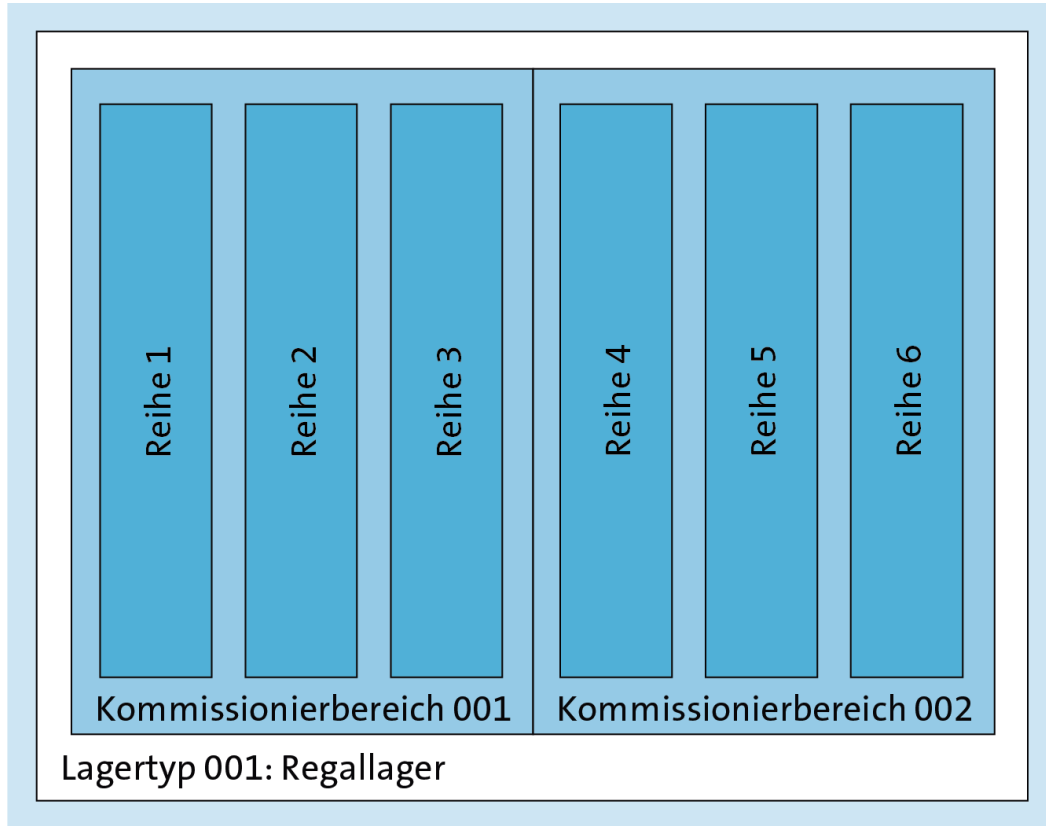 Reihe 1
Reihe 2
Reihe 3
Reihe 4
Reihe 5
Reihe 6
Kommissionierbereich 001
Kommissionierbereich 002
Lagertyp 001: Regallager